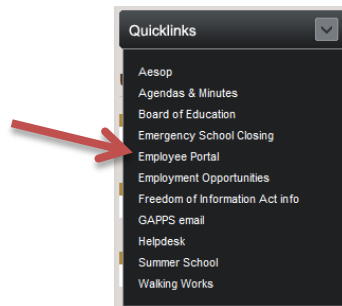 Quicklinks
Aesop
Agendas & Minutes
Board of Education
Emergency School Closing
Employee Portal
Employment Opportunities
Freedom of Information Act info
GAPPS email
Helpdesk
Summer School
Walking Works